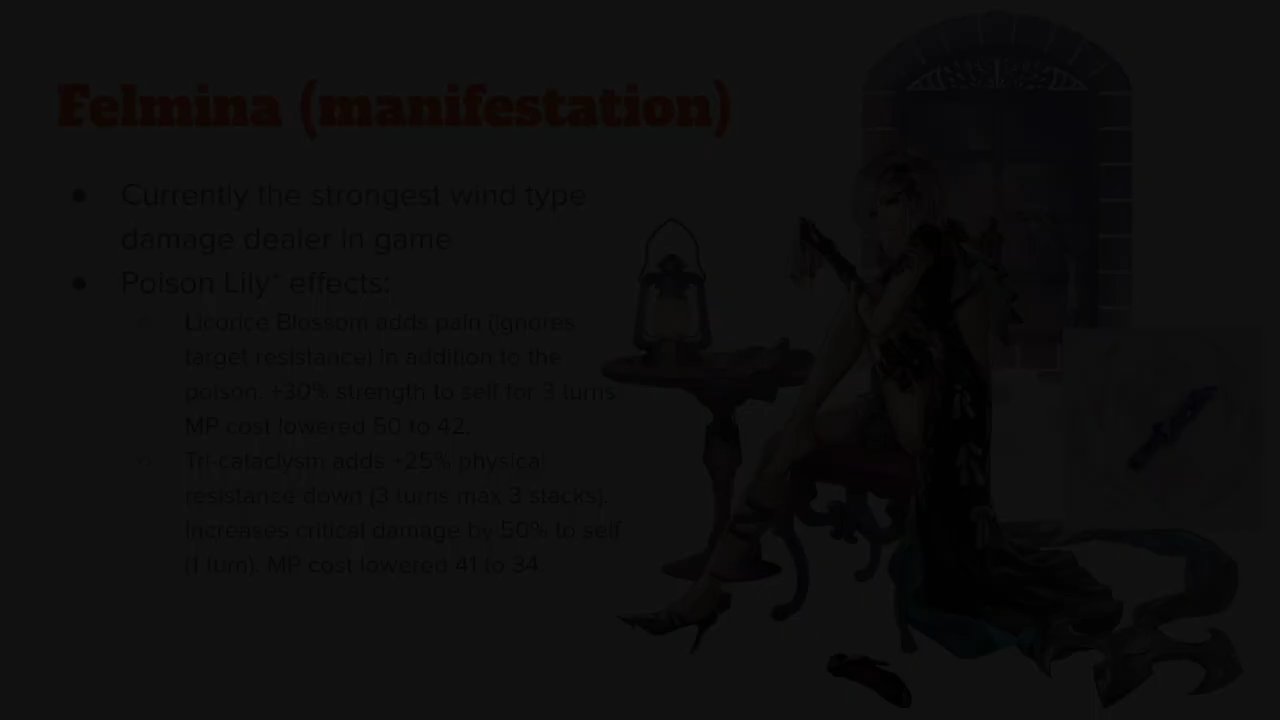 Felmina (manifestation)
● Currently the strongest wind type
damage dealer in game
● Poison Lily* effects:
○ Licorice Blossom adds pain (ignores
target resistance) in addition to the
poison. +30% strength to self for 3 turns.
MP cost lowered 50 to 42.
○ Tri-cataclysm adds +25% physical
resistance down (3 turns max 3 stacks).
Increases critical damage by 50% to self
(1 turn). MP cost lowered 41 to 34.